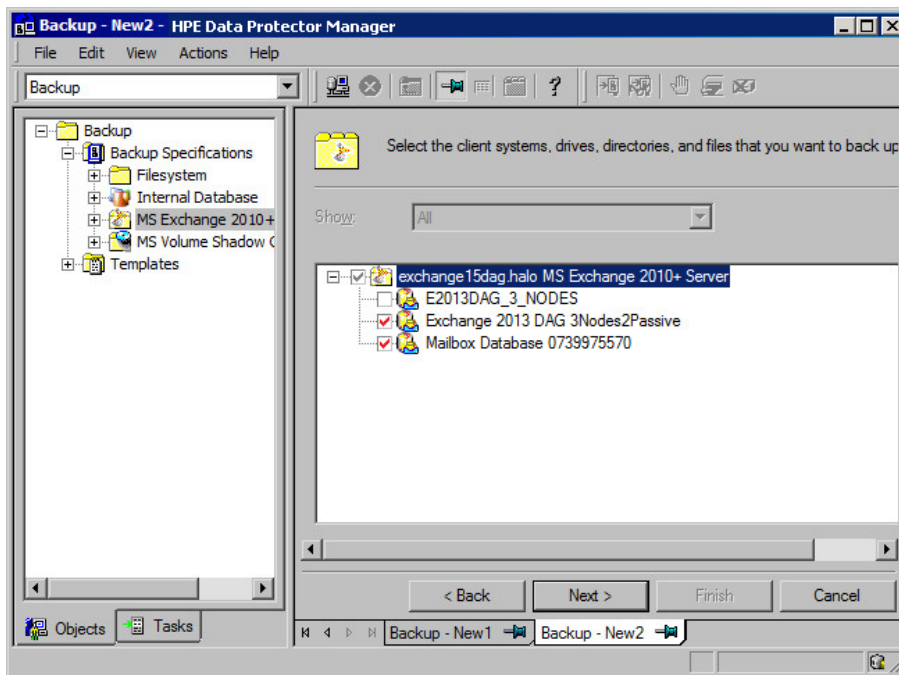 Backup - New2 - HPE Data Protector Manager
File Edit View Actions Help
Backup
Backup
Backup Specifications
Filesystem
Internal Database
MS Exchange 2010+
MS Volume Shadow
Templates
Objects Tasks
Select the client systems, drives, directories, and files that you want to back up
Show: All
exchange15dag.halo MS Exchange 2010+ Server
E2013DAG_3_NODES
Exchange 2013 DAG 3Nodes2Passive
Mailbox Database 0739975570
< Back Next > Finish Cancel
Backup - New1 Backup - New2